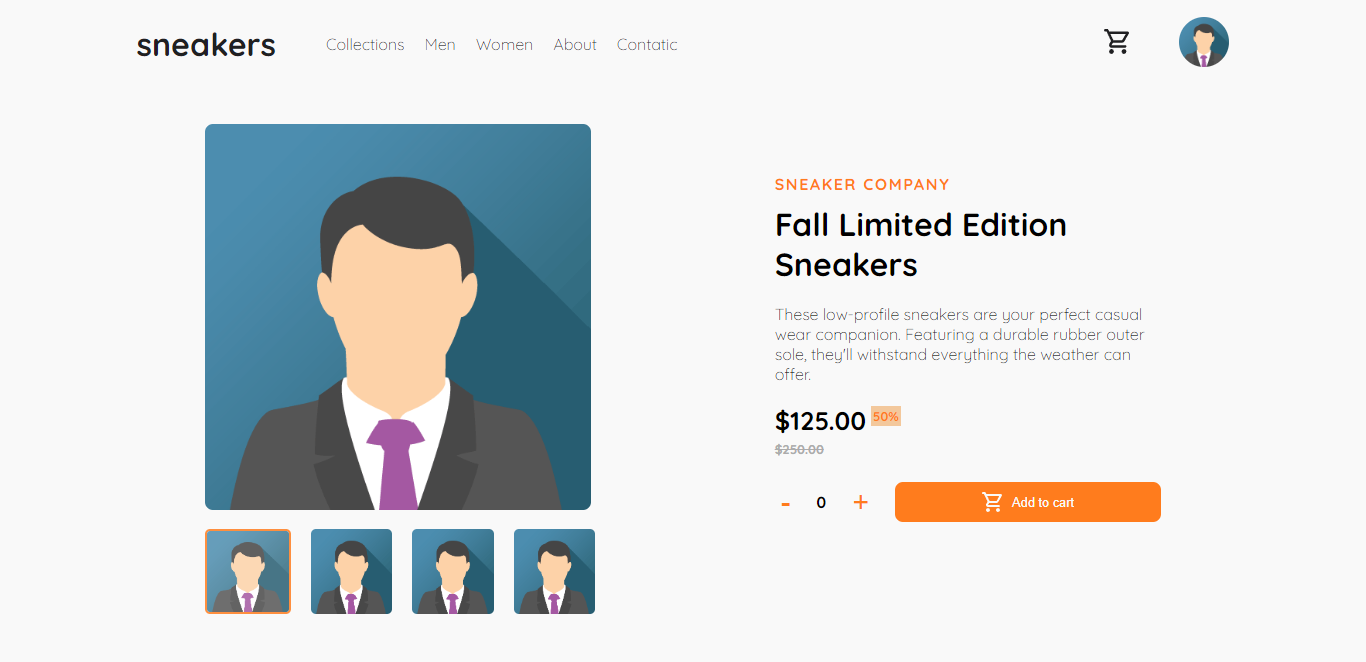 sneakers Collections Men Women About Contatic
SNEAKER COMPANY
Fall Limited Edition
Sneakers
These low-profile sneakers are your perfect casual
wear companion. Featuring a durable rubber outer
sole, they'll withstand everything the weather can
offer.
$125.00 50%
$250.00
- 0 + Add to cart